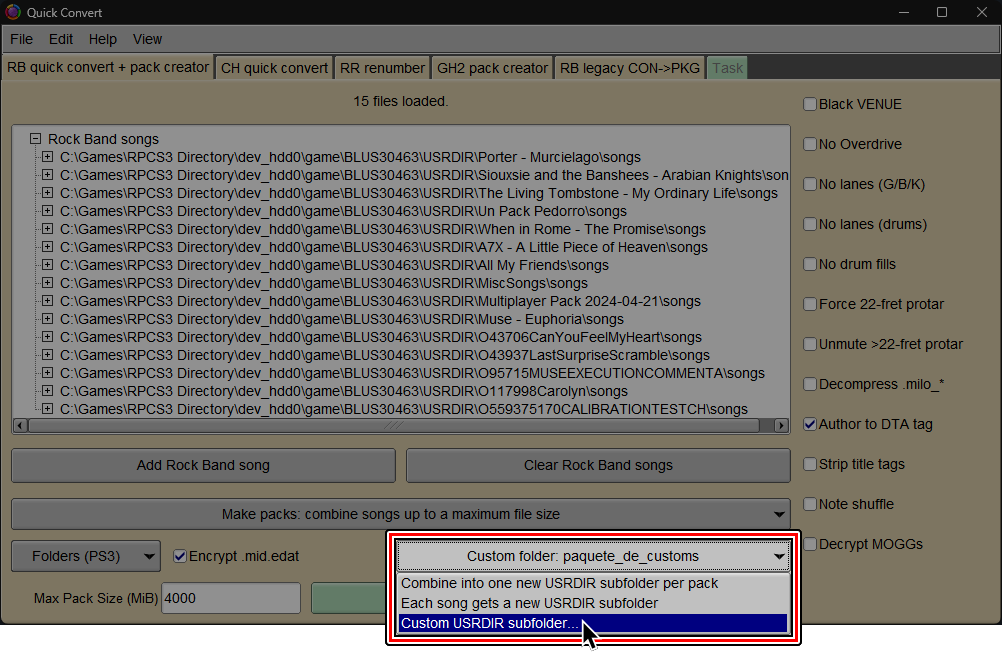 Quick Convert
File Edit Help View
RB quick convert + pack creator CH quick convert RR renumber GH2 pack creator RB legacy CON->PKG Task
15 files loaded.
Rock Band songs
C:\Games\RPCS3 Directory\dev_hdd0\game\BLUS30463\USRDIR\Porter - Murcielago\songs
C:\Games\RPCS3 Directory\dev_hdd0\game\BLUS30463\USRDIR\Siouxsie and the Banshees - Arabian Knights\son
C:\Games\RPCS3 Directory\dev_hdd0\game\BLUS30463\USRDIR\The Living Tombstone - My Ordinary Life\songs
C:\Games\RPCS3 Directory\dev_hdd0\game\BLUS30463\USRDIR\Un Pack Pedorro\songs
C:\Games\RPCS3 Directory\dev_hdd0\game\BLUS30463\USRDIR\When in Rome - The Promise\songs
C:\Games\RPCS3 Directory\dev_hdd0\game\BLUS30463\USRDIR\A7X - A Little Piece of Heaven\songs
C:\Games\RPCS3 Directory\dev_hdd0\game\BLUS30463\USRDIR\All My Friends\songs
C:\Games\RPCS3 Directory\dev_hdd0\game\BLUS30463\USRDIR\MiscSongs\songs
C:\Games\RPCS3 Directory\dev_hdd0\game\BLUS30463\USRDIR\Multiplayer Pack 2024-04-21\songs
C:\Games\RPCS3 Directory\dev_hdd0\game\BLUS30463\USRDIR\Muse - Euphoria\songs
C:\Games\RPCS3 Directory\dev_hdd0\game\BLUS30463\USRDIR\O43706CanYouFeelMyHeart\songs
C:\Games\RPCS3 Directory\dev_hdd0\game\BLUS30463\USRDIR\O43937LastSurpriseScramble\songs
C:\Games\RPCS3 Directory\dev_hdd0\game\BLUS30463\USRDIR\O95715MUSEEXECUTIONCOMMENTA\songs
C:\Games\RPCS3 Directory\dev_hdd0\game\BLUS30463\USRDIR\O117998Carolyn\songs
C:\Games\RPCS3 Directory\dev_hdd0\game\BLUS30463\USRDIR\O559375170CALIBRATIONTESTCH\songs
Add Rock Band song Clear Rock Band songs
Make packs: combine songs up to a maximum file size
Folders (PS3) Encrypt .mid.edat Custom folder: paquete_de_customs
Combine into one new USRDIR subfolder per pack
Each song gets a new USRDIR subfolder
Custom USRDIR subfolder...
Max Pack Size (MiB) 4000
Black VENUE
No Overdrive
No lanes (G/B/K)
No lanes (drums)
No drum fills
Force 22-fret protar
Unmute >22-fret protar
Decompress .milo_*
Author to DTA tag
Strip title tags
Note shuffle
Decrypt MOGGs